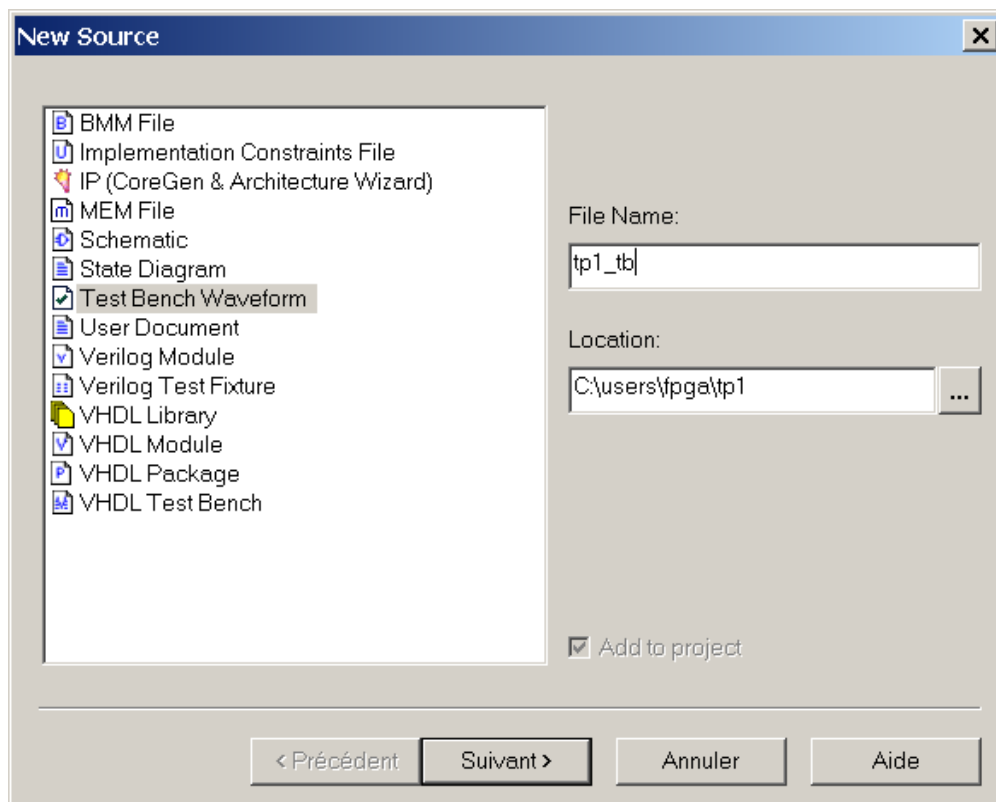 New Source
BMM File
Implementation Constraints File
IP (CoreGen & Architecture Wizard)
MEM File
Schematic
State Diagram
Test Bench Waveform
User Document
Verilog Module
Verilog Test Fixture
VHDL Library
VHDL Module
VHDL Package
VHDL Test Bench
File Name:
tp1_tb
Location:
C:\users\fpga\tp1
...
Add to project
< Précédent
Suivant >
Annuler
Aide